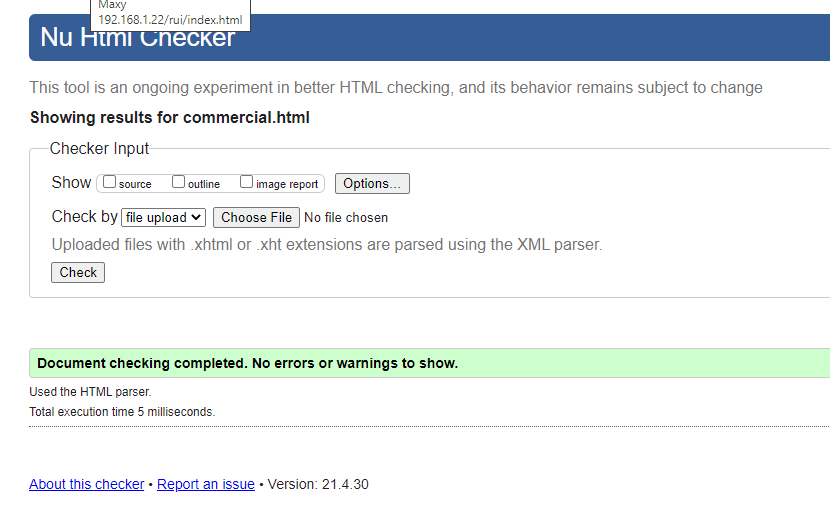 Maxy
192.168.1.22/rui/index.html
Nu Html Checker
This tool is an ongoing experiment in better HTML checking, and its behavior remains subject to change
Showing results for commercial.html
Checker Input
Show source outline image report Options...
Check by file upload Choose File No file chosen
Uploaded files with .xhtml or .xht extensions are parsed using the XML parser.
Check
Document checking completed. No errors or warnings to show.
Used the HTML parser.
Total execution time 5 milliseconds.
About this checker • Report an issue • Version: 21.4.30